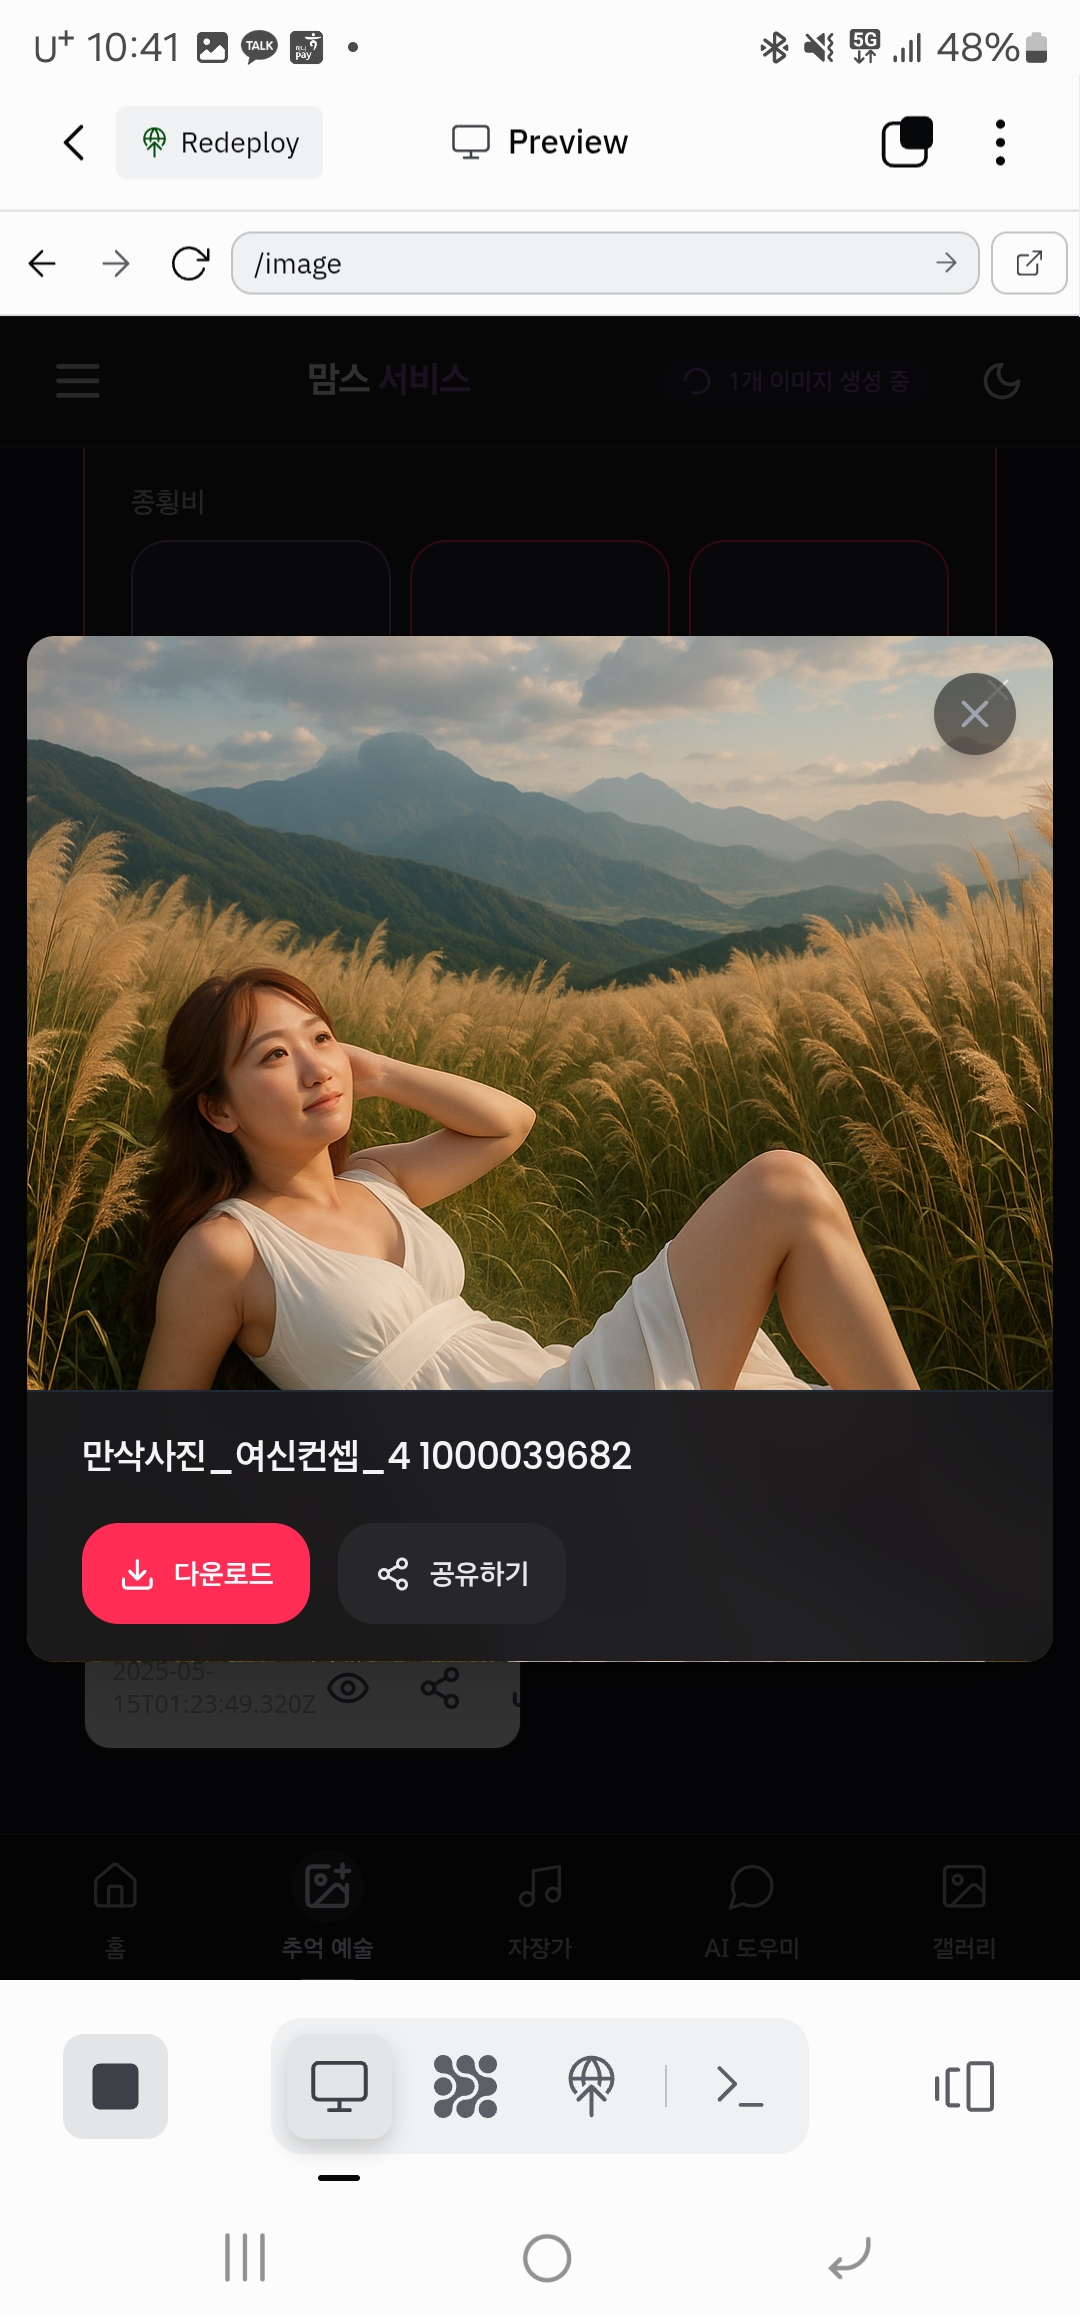 U+ 10:41 TALK pay 5G 48%
Redeploy
Preview
/image
맘스 서비스
1개 이미지 생성 중
종횡비
만삭사진_여신컨셉_4 1000039682
다운로드
공유하기
2025-05-
15T01:23:49.320Z
홈
추억 예술
자장가
AI 도우미
갤러리